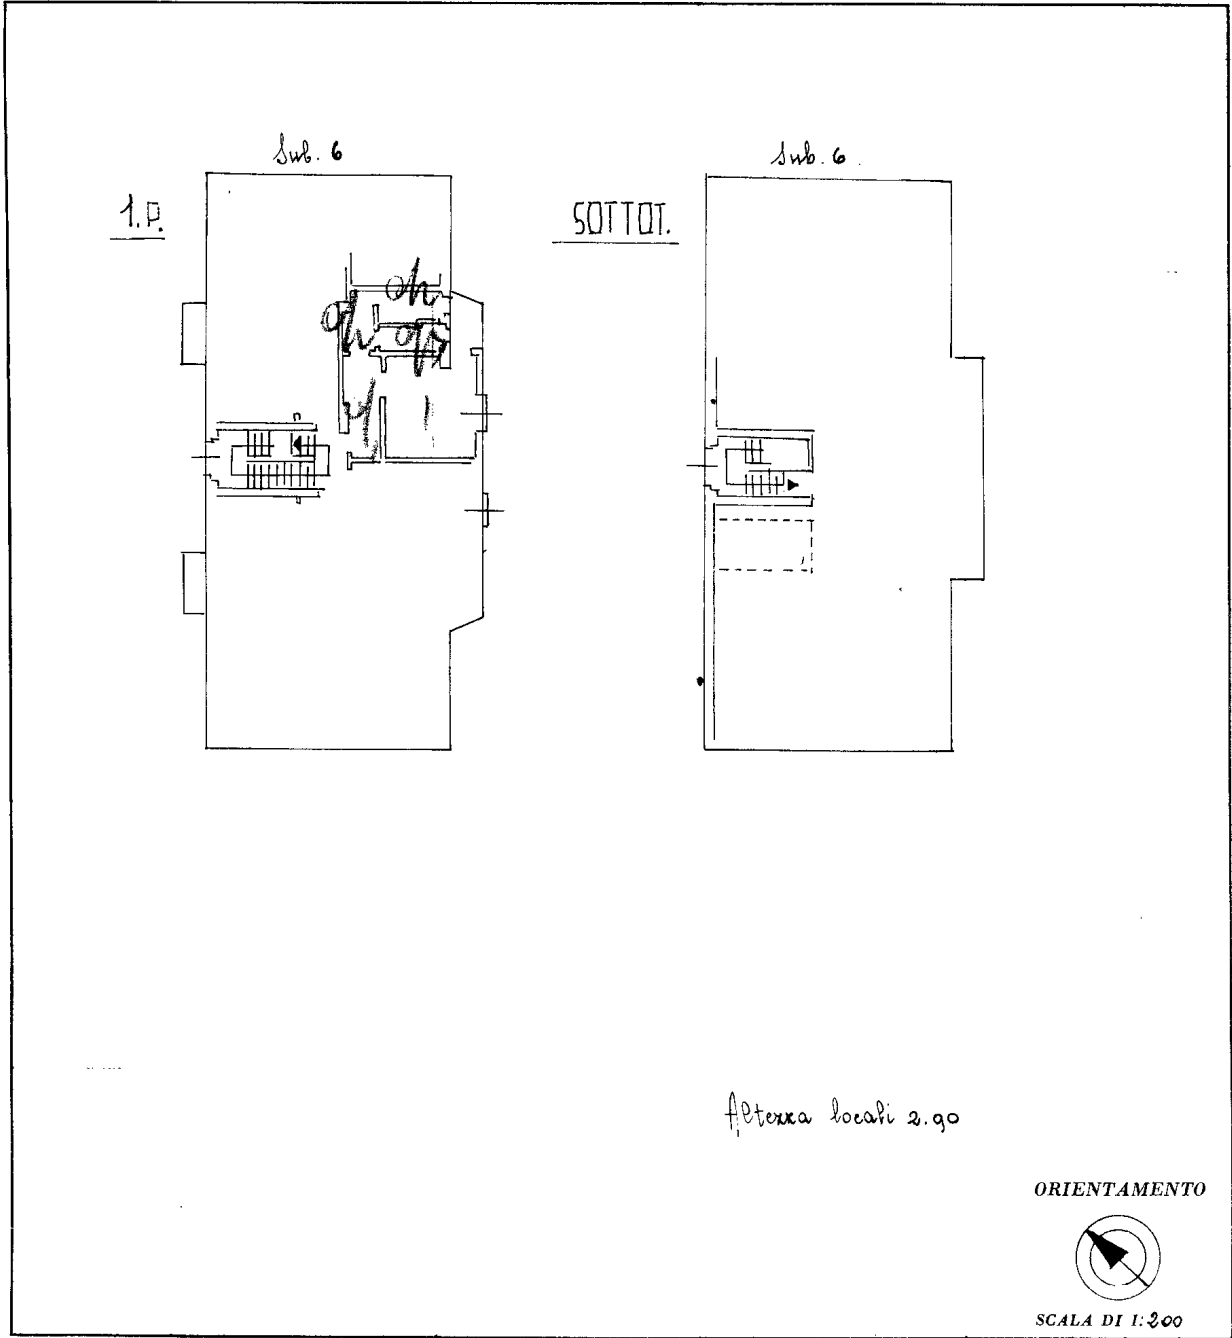 Sub. 6
Sub. 6.
1.P.
SOTTOT.
Altezza locali 2.90
ORIENTAMENTO
SCALA DI 1:200